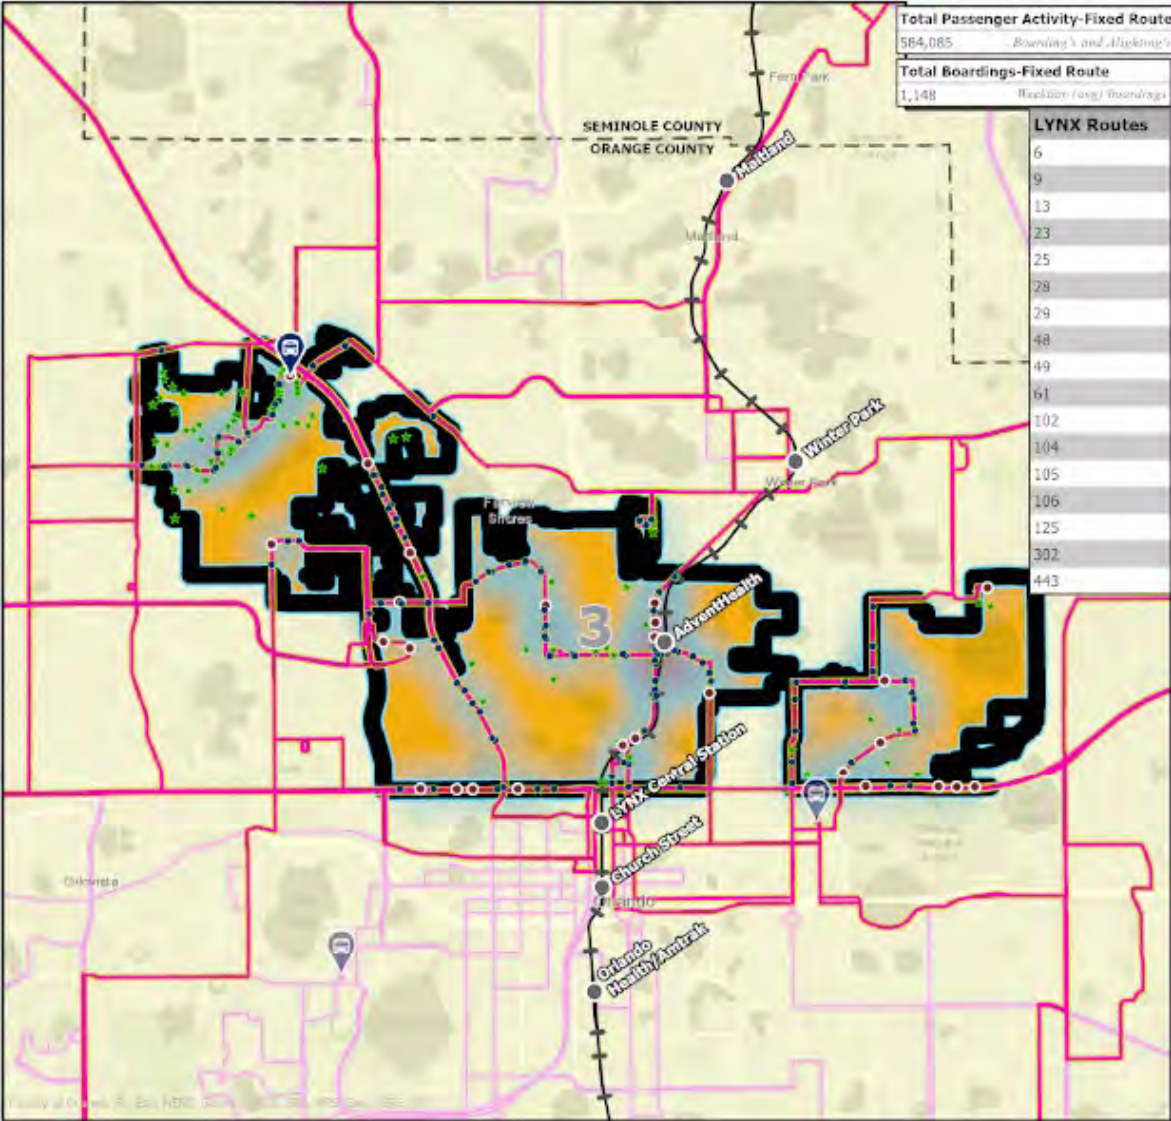 Total Passenger Activity-Fixed Route
584,085 Boarding's and Alighting's
Total Boardings-Fixed Route
1,148 Weekday (avg) Boardings
LYNX Routes
6
9
13
23
25
28
29
48
49
61
102
104
105
106
125
302
443
Fern Park
SEMINOLE COUNTY
ORANGE COUNTY
Maitland
Maitland
Winter Park
Winter Park
Fairview
Shores
3
AdventHealth
LYNX Central Station
Church Street
Orlando
Orlando
Health/Amtrak